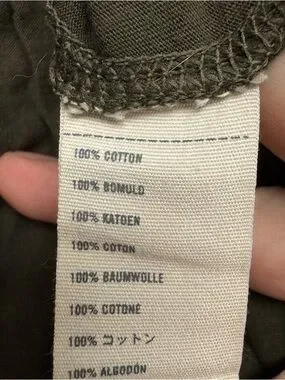 100% COTTON
100% BOMULD
100% KATOEN
100% COTON
100% BAUMWOLLE
100% COTONE
100% コットン
100% ALGODÓN